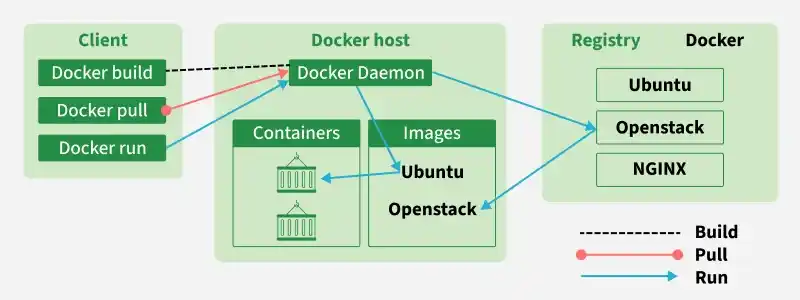 Client
Docker build
Docker pull
Docker run
Docker host
Docker Daemon
Containers
Images
Ubuntu
Openstack
Registry
Docker
Ubuntu
Openstack
NGINX
Build
Pull
Run